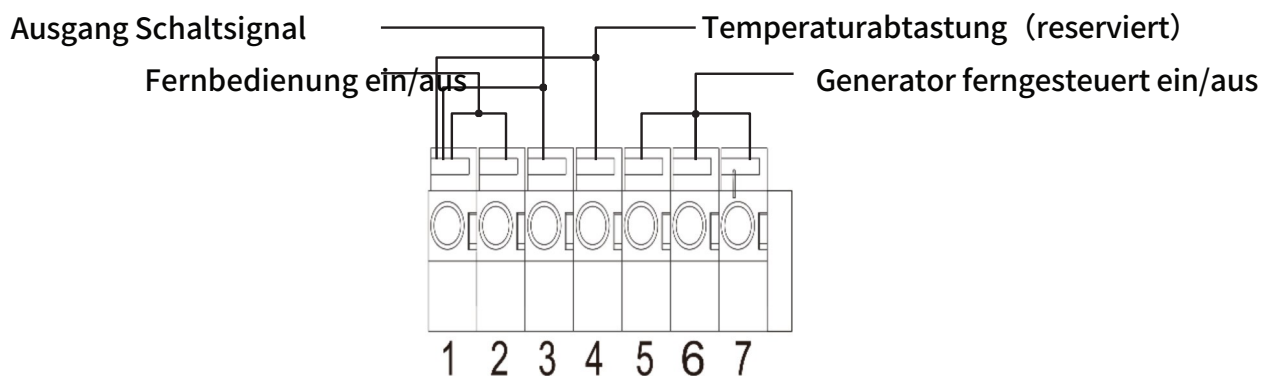 Ausgang Schaltsignal
Temperaturabtastung（reserviert）
Fernbedienung ein/aus
Generator ferngesteuert ein/aus
1 2 3 4 5 6 7